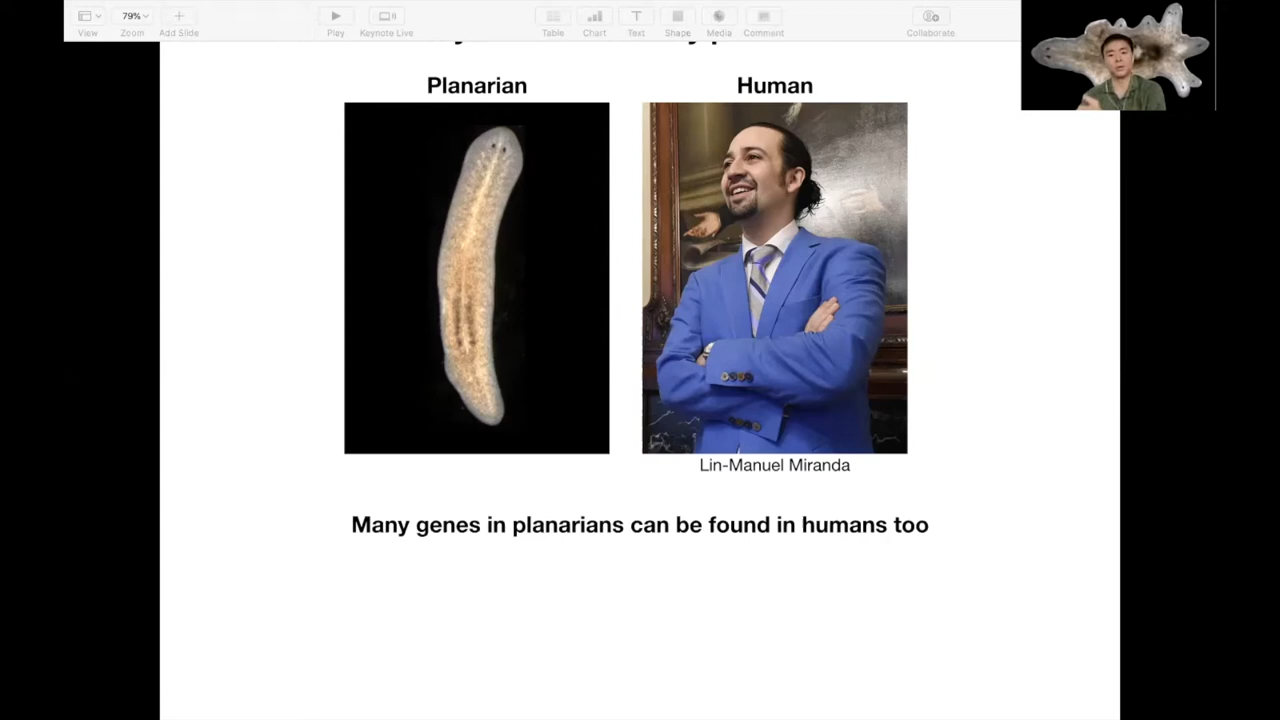 79%
View
Zoom
Add Slide
Play
Keynote Live
Table
Chart
Text
Shape
Media
Comment
Collaborate
Planarian
Human
Lin-Manuel Miranda
Many genes in planarians can be found in humans too